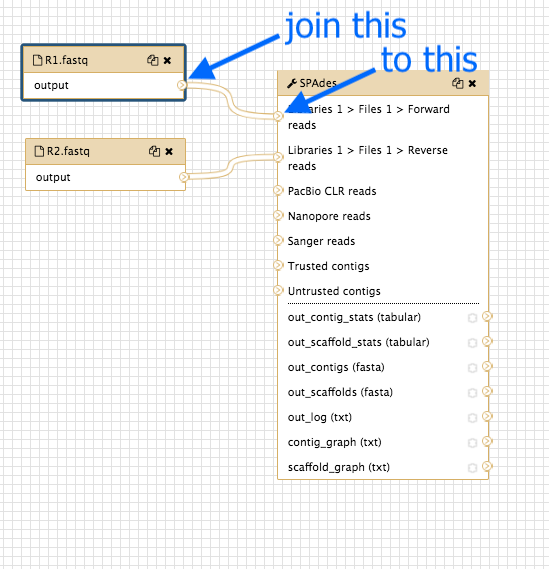 join this
to this
R1.fastq
output
R2.fastq
output
SPAdes
Libraries 1 > Files 1 > Forward
reads
Libraries 1 > Files 1 > Reverse
reads
PacBio CLR reads
Nanopore reads
Sanger reads
Trusted contigs
Untrusted contigs
out_contig_stats (tabular)
out_scaffold_stats (tabular)
out_contigs (fasta)
out_scaffolds (fasta)
out_log (txt)
contig_graph (txt)
scaffold_graph (txt)